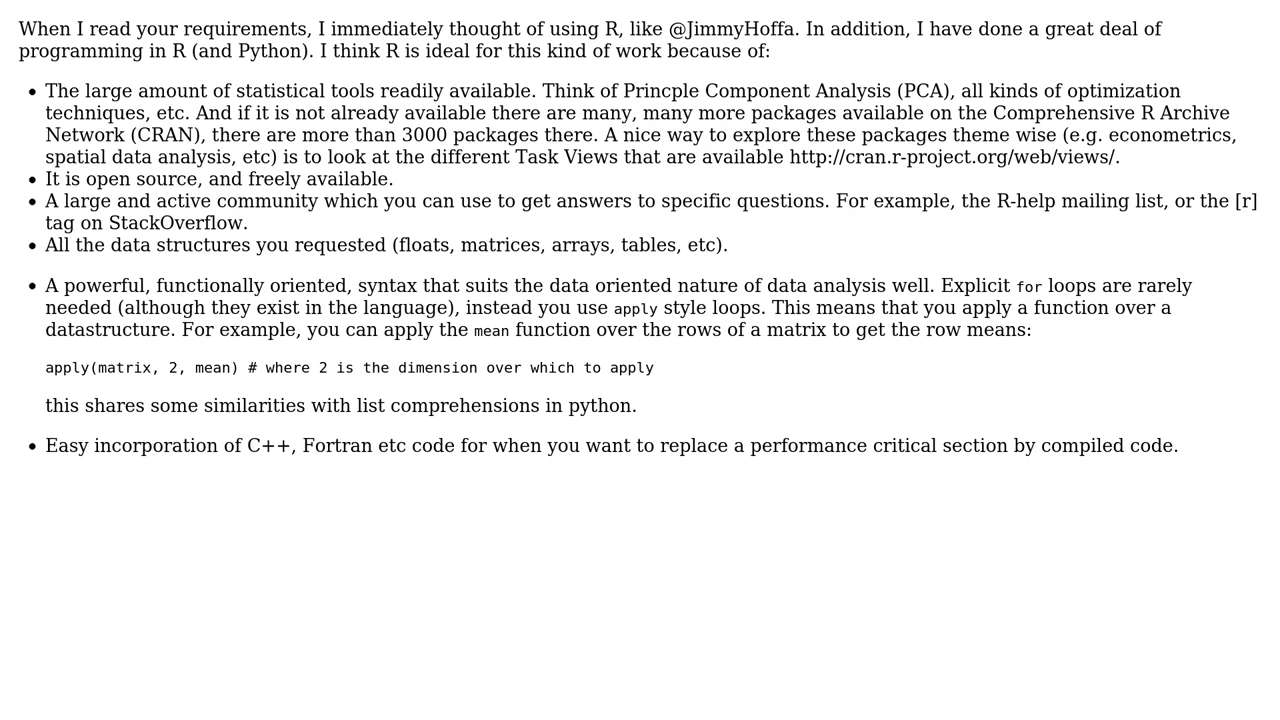 When I read your requirements, I immediately thought of using R, like @JimmyHoffa. In addition, I have done a great deal of
programming in R (and Python). I think R is ideal for this kind of work because of:
• The large amount of statistical tools readily available. Think of Princple Component Analysis (PCA), all kinds of optimization
techniques, etc. And if it is not already available there are many, many more packages available on the Comprehensive R Archive
Network (CRAN), there are more than 3000 packages there. A nice way to explore these packages theme wise (e.g. econometrics,
spatial data analysis, etc) is to look at the different Task Views that are available http://cran.r-project.org/web/views/.
• It is open source, and freely available.
• A large and active community which you can use to get answers to specific questions. For example, the R-help mailing list, or the [r]
tag on StackOverflow.
• All the data structures you requested (floats, matrices, arrays, tables, etc).
• A powerful, functionally oriented, syntax that suits the data oriented nature of data analysis well. Explicit for loops are rarely
needed (although they exist in the language), instead you use apply style loops. This means that you apply a function over a
datastructure. For example, you can apply the mean function over the rows of a matrix to get the row means:
apply(matrix, 2, mean) # where 2 is the dimension over which to apply
this shares some similarities with list comprehensions in python.
• Easy incorporation of C++, Fortran etc code for when you want to replace a performance critical section by compiled code.